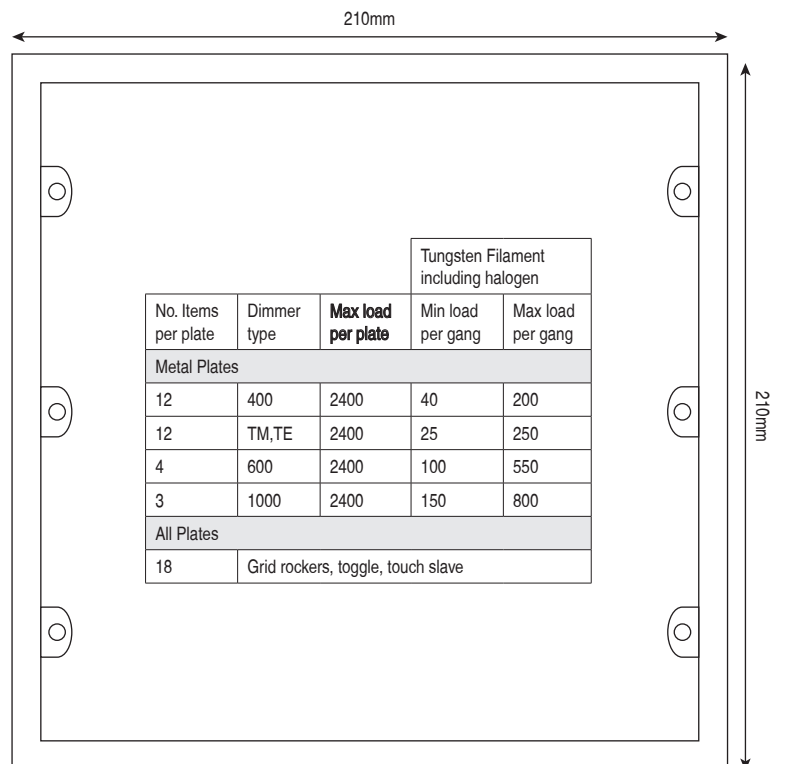 210mm
Tungsten Filament
including halogen
No. Items per plate Dimmer type Max load per plate Min load per gang Max load per gang
Metal Plates
12 400 2400 40 200
12 TM,TE 2400 25 250
4 600 2400 100 550
3 1000 2400 150 800
All Plates
18 Grid rockers, toggle, touch slave
210mm